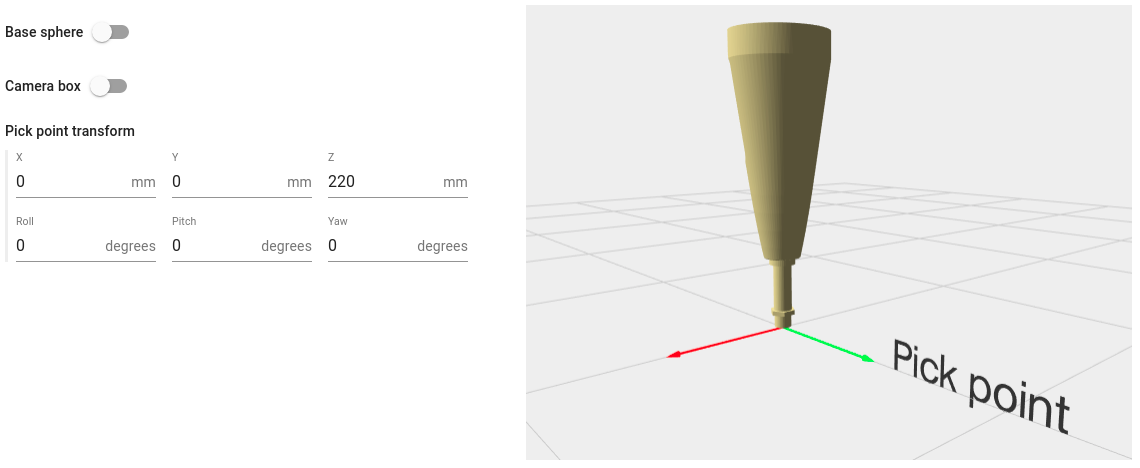 Base sphere
Camera box
Pick point transform
X Y Z
0 mm 0 mm 220 mm
Roll Pitch Yaw
0 degrees 0 degrees 0 degrees
Pick point